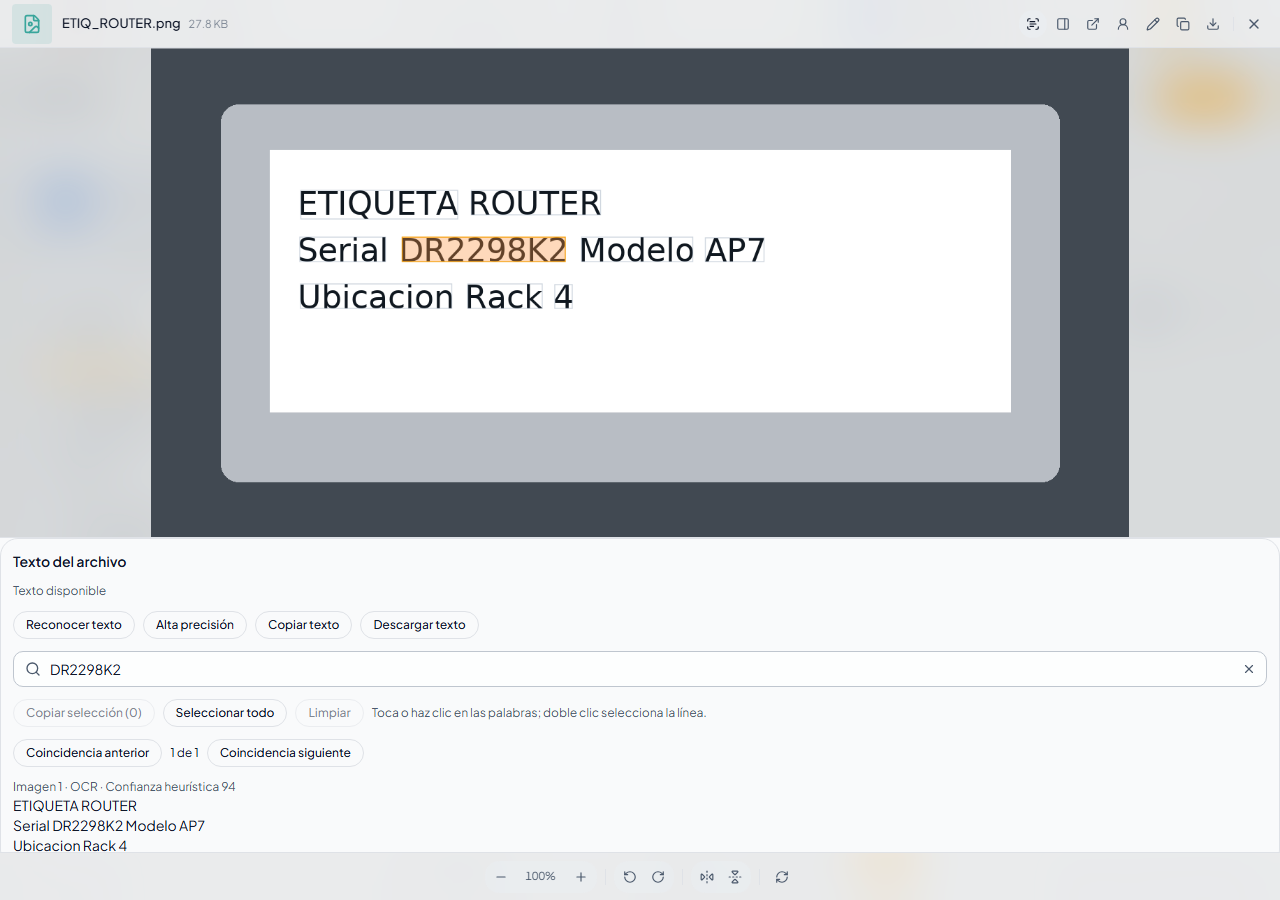 ETIQ_ROUTER.png 27.8 KB
ETIQUETA ROUTER
Serial DR2298K2 Modelo AP7
Ubicacion Rack 4
Texto del archivo
Texto disponible
Reconocer texto Alta precisión Copiar texto Descargar texto
DR2298K2
Copiar selección (0) Seleccionar todo Limpiar Toca o haz clic en las palabras; doble clic selecciona la línea.
Coincidencia anterior 1 de 1 Coincidencia siguiente
Imagen 1 · OCR · Confianza heurística 94
ETIQUETA ROUTER
Serial DR2298K2 Modelo AP7
Ubicacion Rack 4
100%